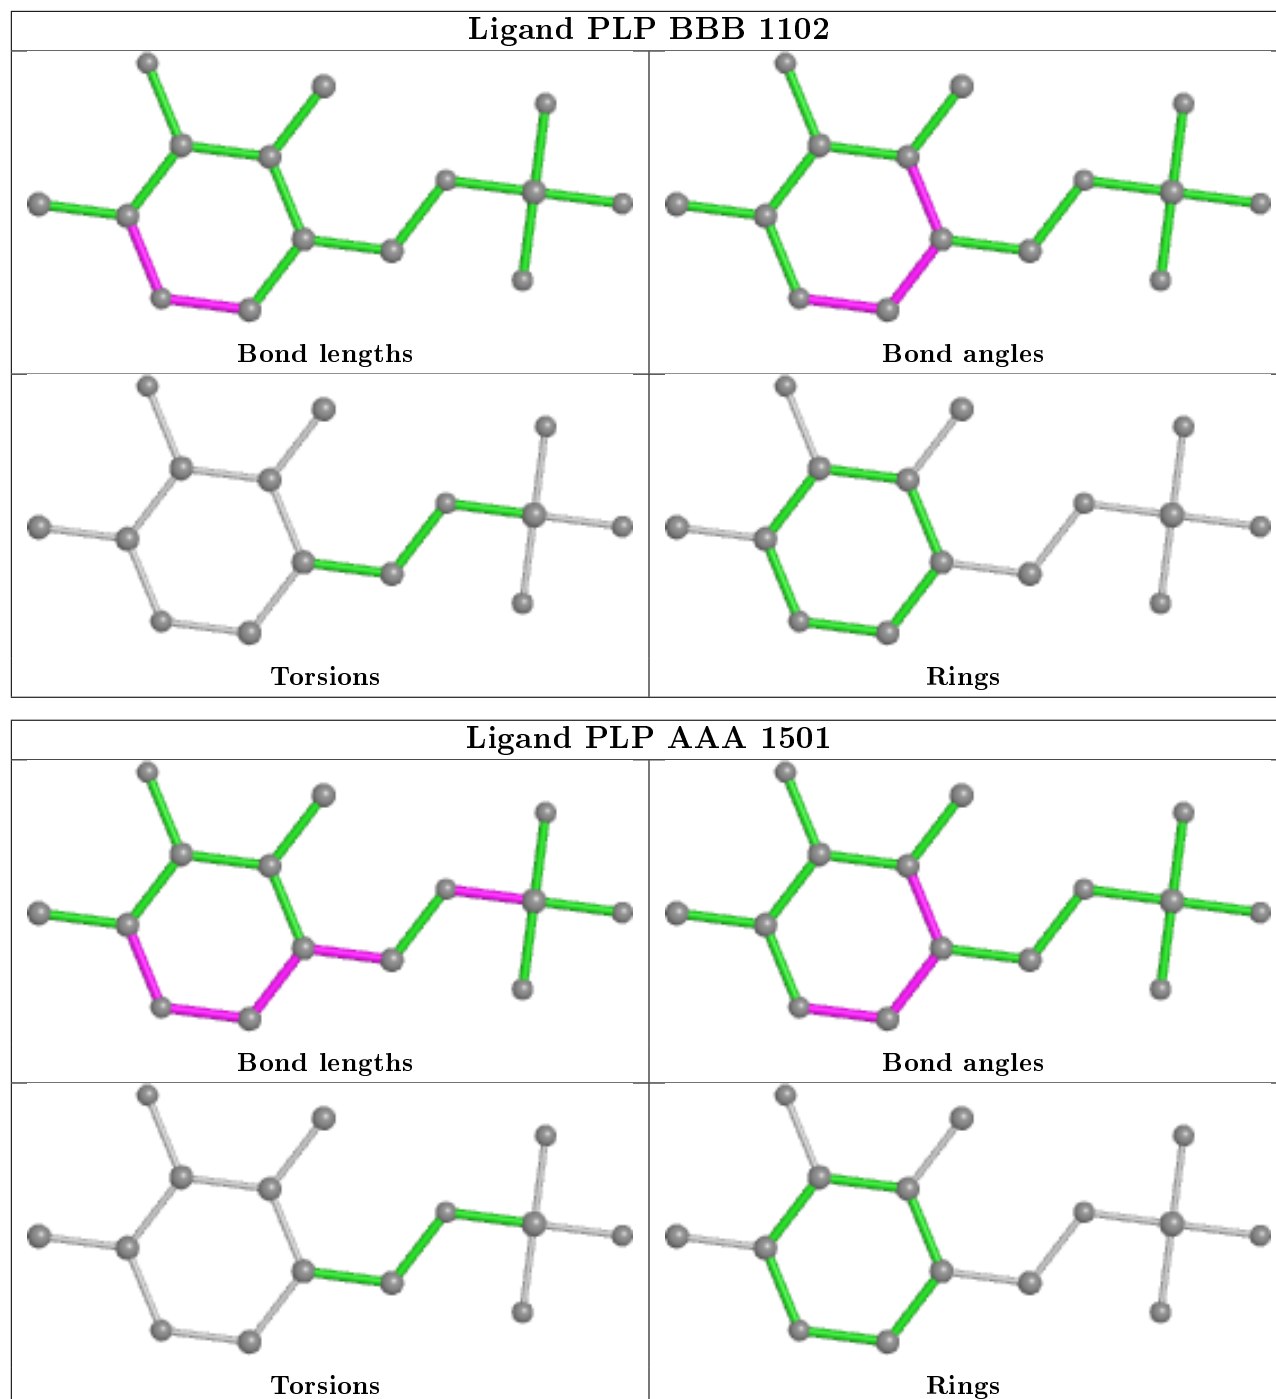 Ligand PLP BBB 1102
Bond lengths
Bond angles
Torsions
Rings
Ligand PLP AAA 1501
Bond lengths
Bond angles
Torsions
Rings